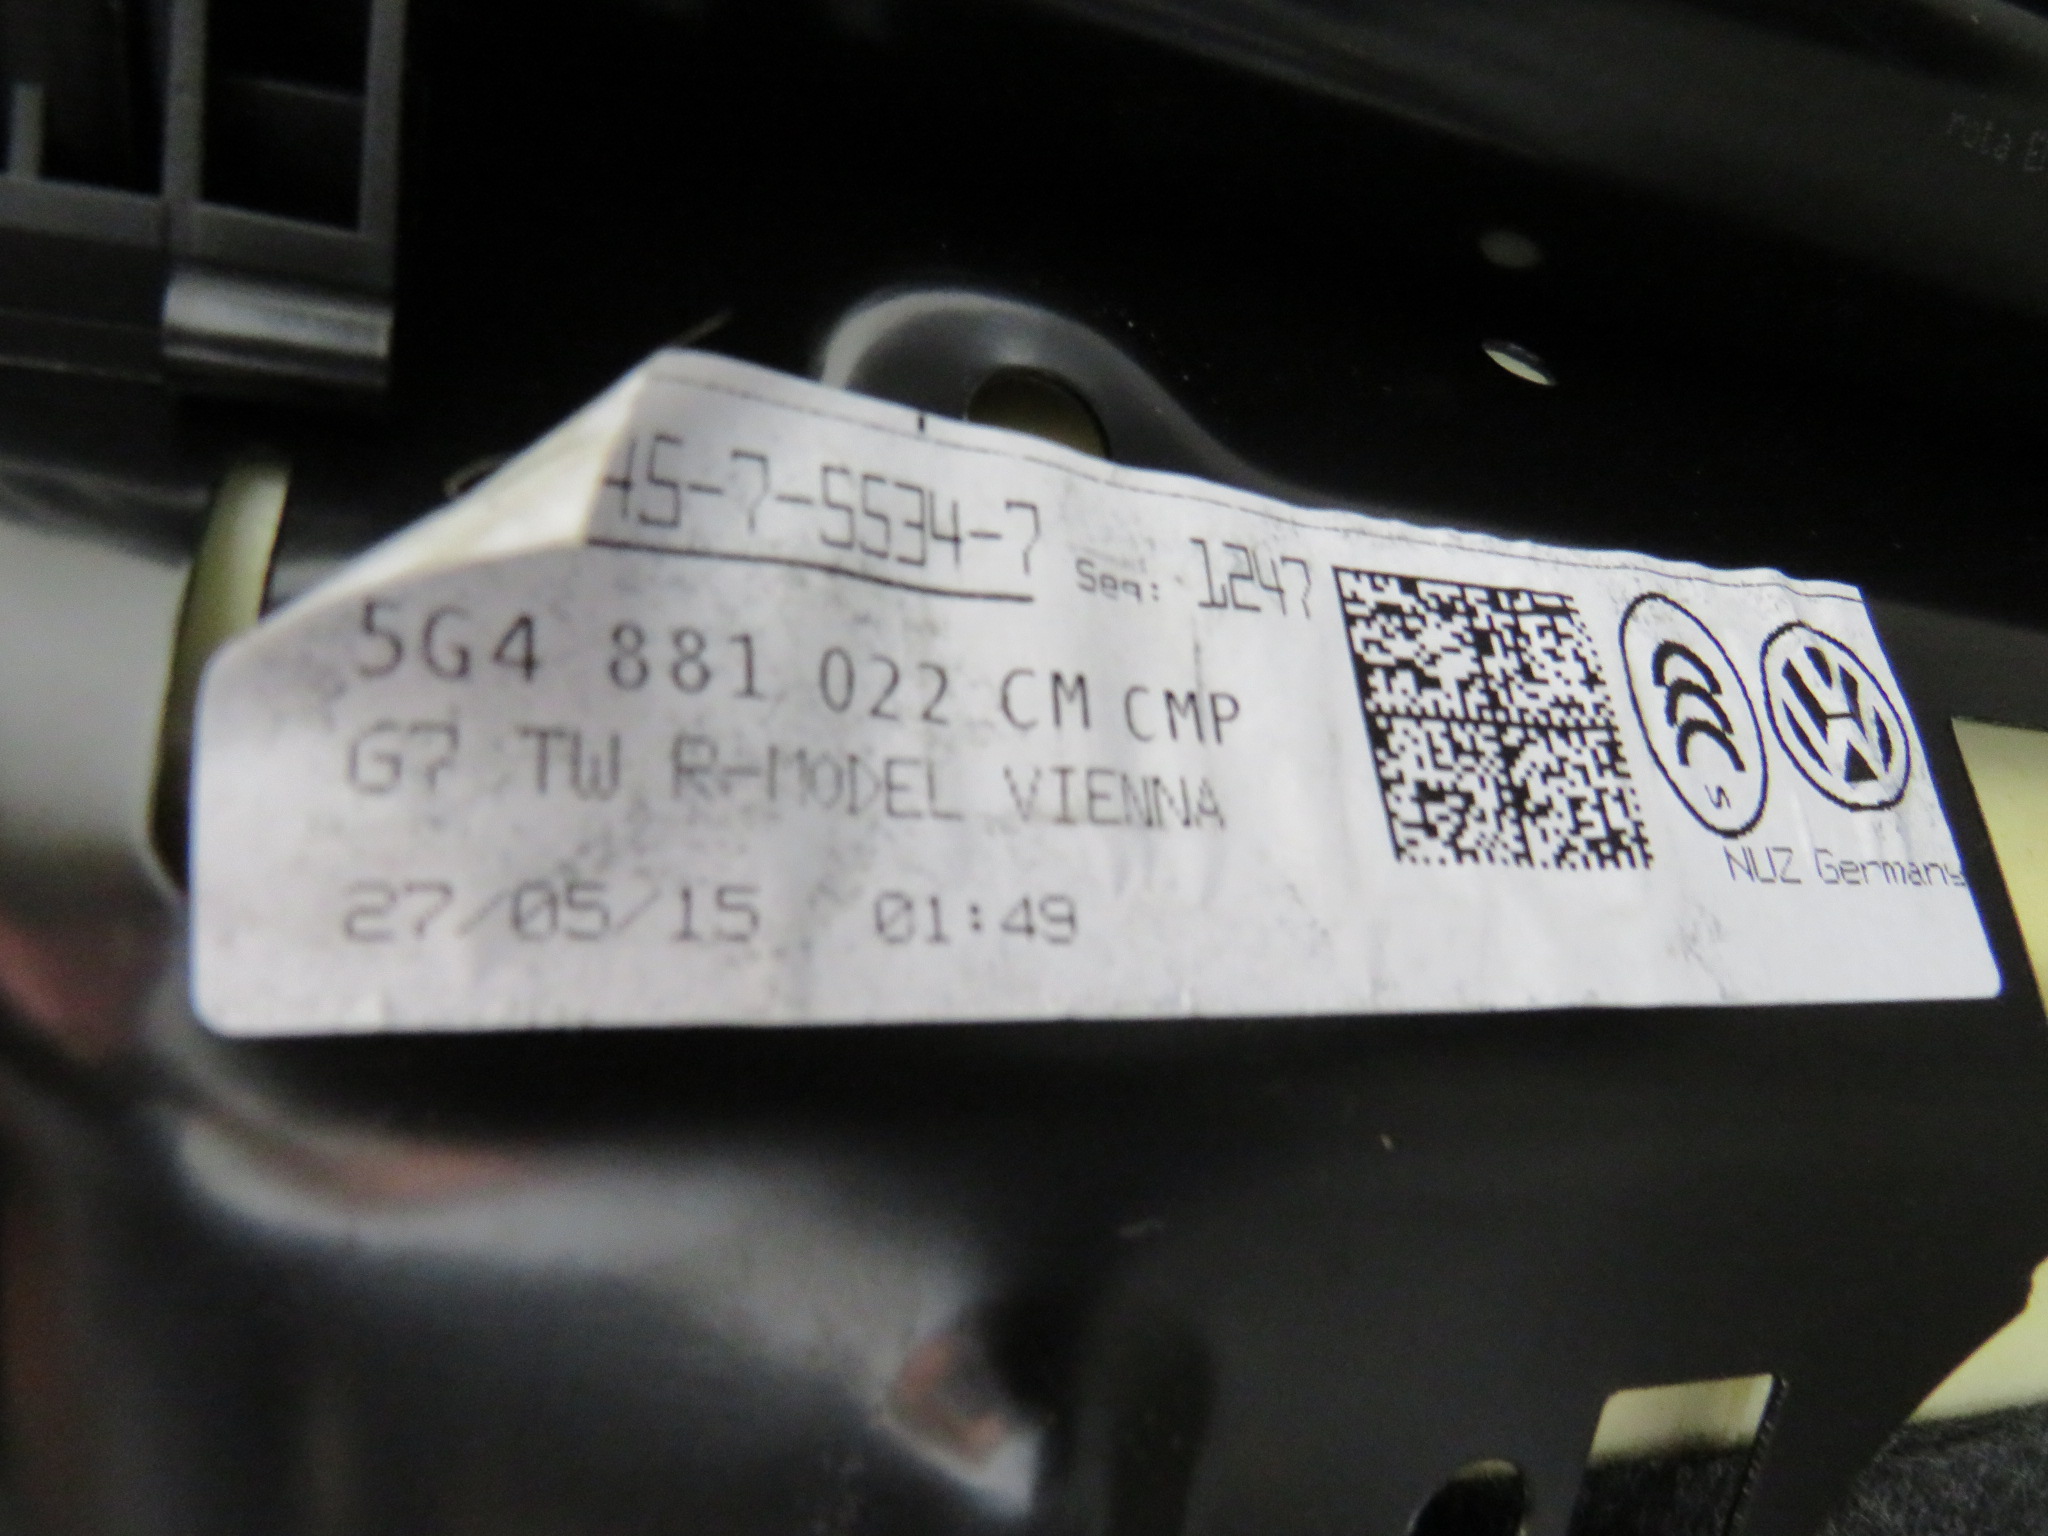 45-7-5534-7 Seq: 1247
5G4 881 022 CM CMP
G7 TW R-MODEL VIENNA
27/05/15 01:49
S
NUZ Germany